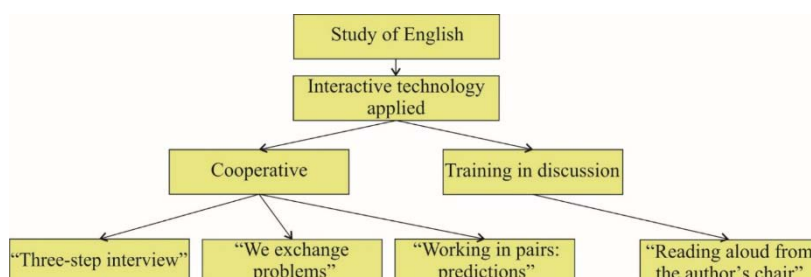 Study of English
Interactive technology
applied
Cooperative
Training in discussion
“Three-step interview”
“We exchange
problems”
“Working in pairs:
predictions”
“Reading aloud from
the author’s chair”